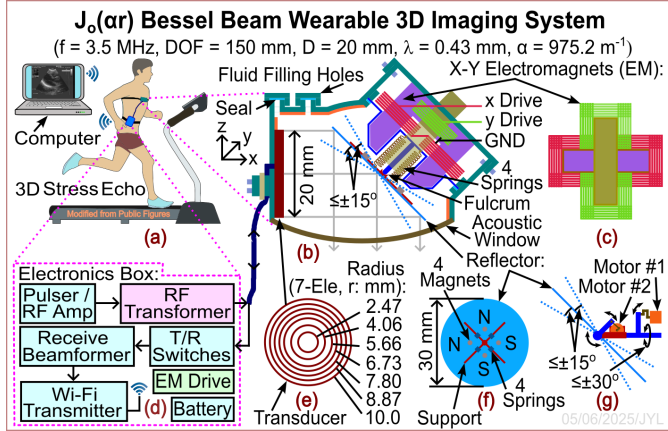 J₀(αr) Bessel Beam Wearable 3D Imaging System
(f = 3.5 MHz, DOF = 150 mm, D = 20 mm, λ = 0.43 mm, α = 975.2 m⁻¹)
Computer
3D Stress Echo
Modified from Public Figures
(a)
Fluid Filling Holes
Seal
z
y
x
20 mm
≤±15°
(b)
X-Y Electromagnets (EM):
x Drive
y Drive
GND
4
Springs
Fulcrum
Acoustic
Window
Reflector:
(c)
Electronics Box:
Pulser /
RF Amp
RF
Transformer
Receive
Beamformer
T/R
Switches
Wi-Fi
Transmitter
(d)
EM Drive
Battery
Radius
(7-Ele, r: mm):
2.47
4.06
5.66
6.73
7.80
8.87
10.0
(e)
Transducer
4
Magnets
30 mm
N
N
S
S
4
Springs
Support
(f)
Motor #1
Motor #2
≤±15°
≤±30°
(g)
05/06/2025/JYL